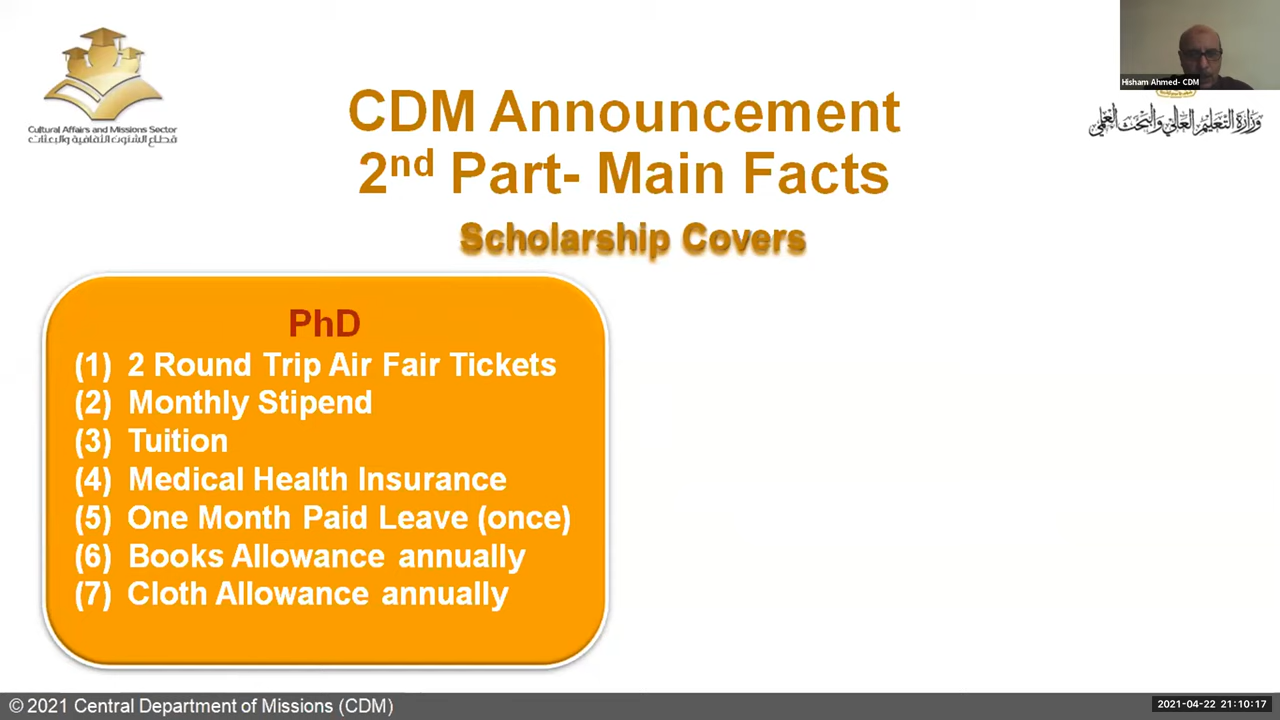 Hisham Ahmed- CDM
Cultural Affairs and Missions Sector
قطاع الشئون الثقافية والبعثات
وزارة التعليم العالي والبحث العلمي
CDM Announcement
2nd Part- Main Facts
Scholarship Covers
PhD
(1) 2 Round Trip Air Fair Tickets
(2) Monthly Stipend
(3) Tuition
(4) Medical Health Insurance
(5) One Month Paid Leave (once)
(6) Books Allowance annually
(7) Cloth Allowance annually
© 2021 Central Department of Missions (CDM)
2021-04-22 21:10:17